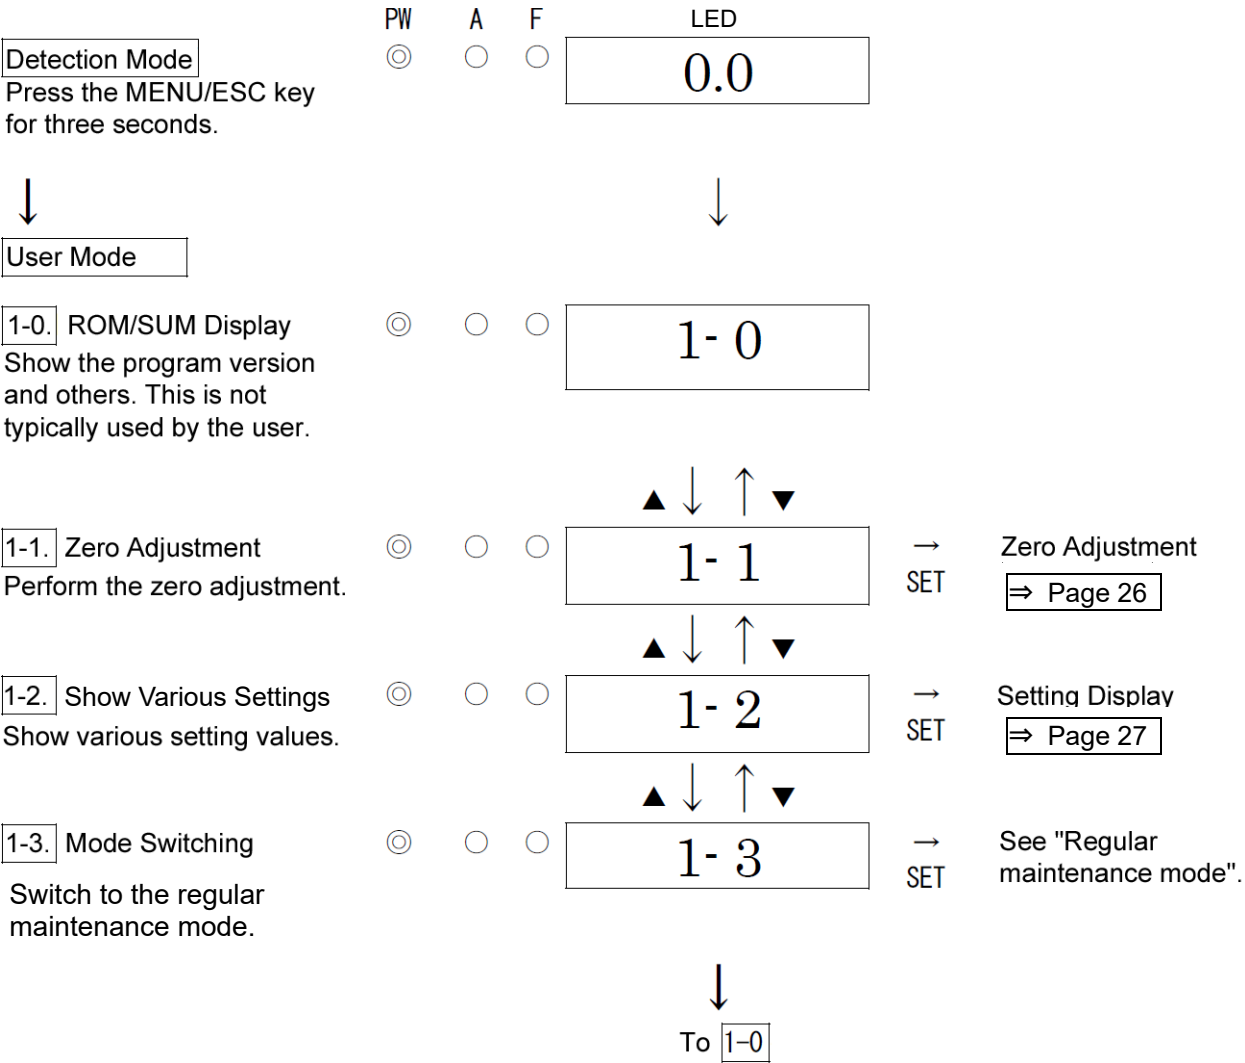 PW A F LED
Detection Mode ◎ ○ ○ 0.0
Press the MENU/ESC key
for three seconds.
↓ ↓
User Mode
1-0. ROM/SUM Display ◎ ○ ○ 1- 0
Show the program version
and others. This is not
typically used by the user.
▲ ↓ ↑ ▼
1-1. Zero Adjustment ◎ ○ ○ 1- 1 → Zero Adjustment
Perform the zero adjustment. SET ⇒ Page 26
▲ ↓ ↑ ▼
1-2. Show Various Settings ◎ ○ ○ 1- 2 → Setting Display
Show various setting values. SET ⇒ Page 27
▲ ↓ ↑ ▼
1-3. Mode Switching ◎ ○ ○ 1- 3 → See "Regular
SET maintenance mode".
Switch to the regular
maintenance mode.
↓
To 1-0